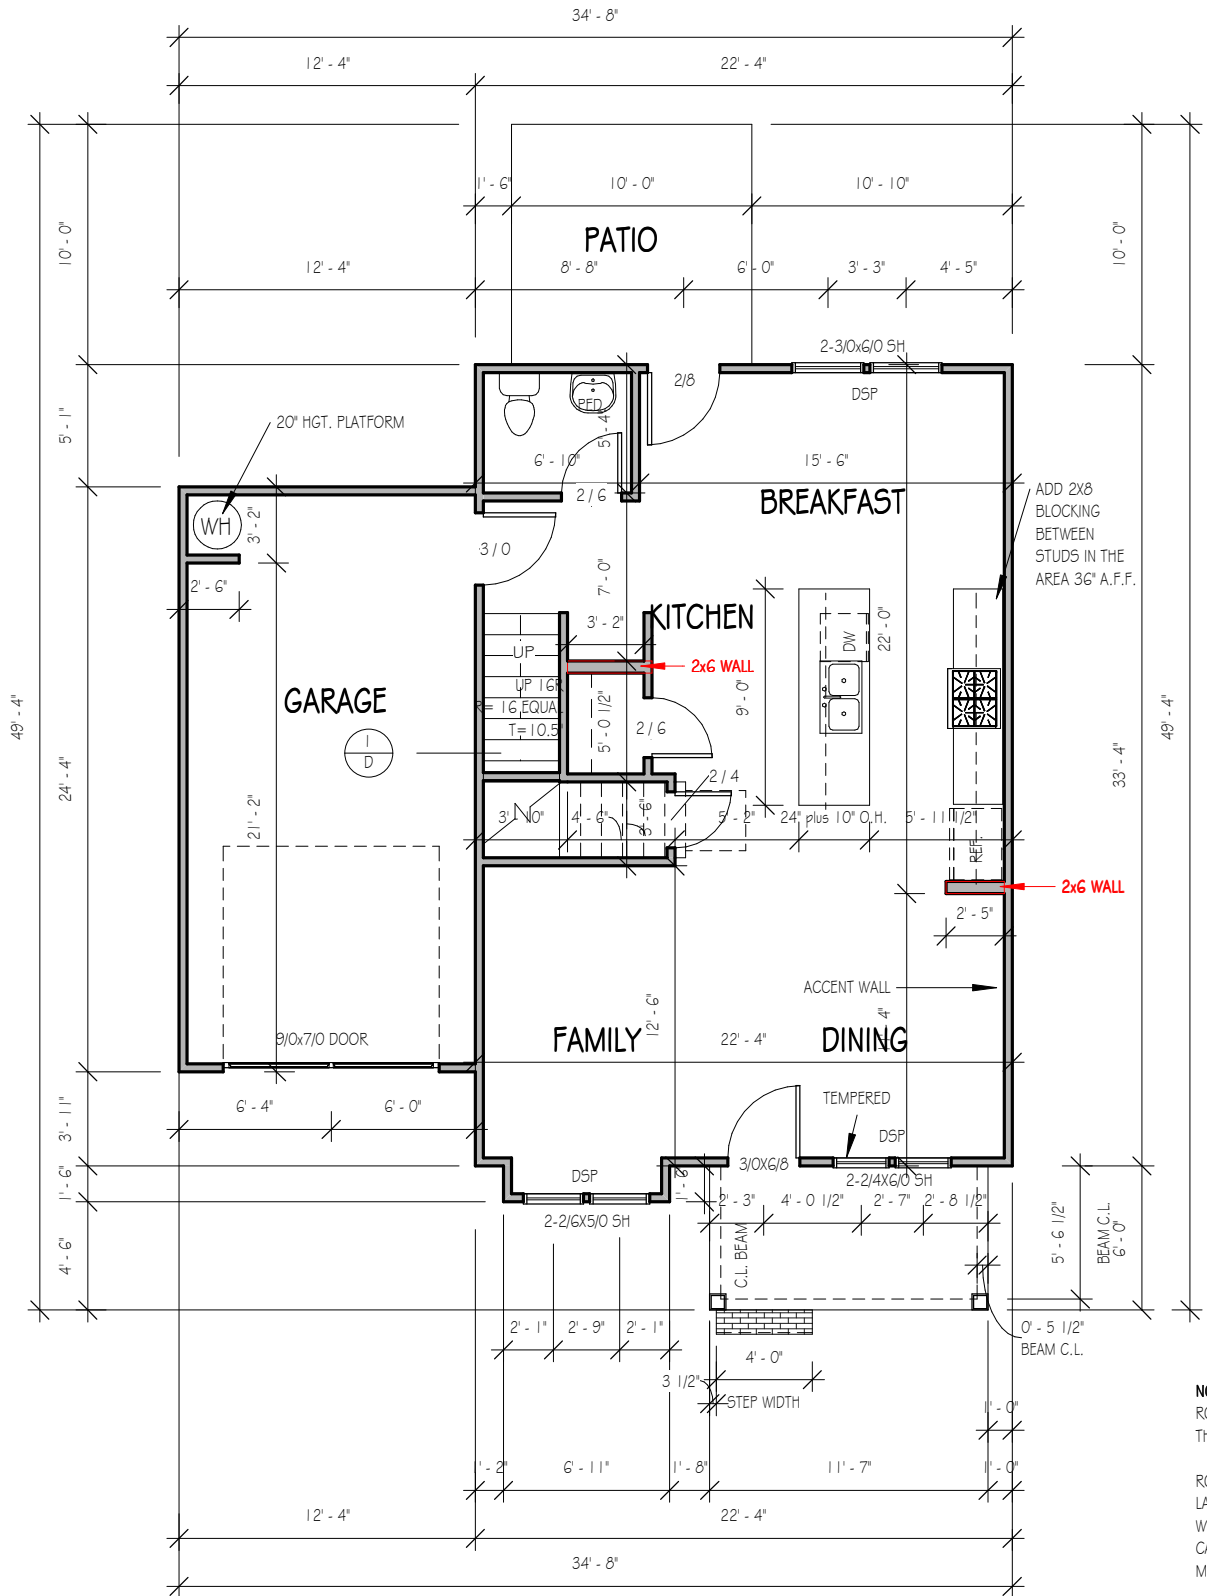 34' - 8"
12' - 4"
22' - 4"
1' - 6"
10' - 0"
10' - 10"
PATIO
12' - 4"
8' - 8"
6' - 0"
3' - 3"
4' - 5"
10' - 0"
10' - 0"
2-3/0x6/0 SH
2/8
DSP
PED
5' - 4"
5' - 1"
20" HGT. PLATFORM
6' - 10"
15' - 6"
2 / 6
BREAKFAST
ADD 2X8
BLOCKING
BETWEEN
STUDS IN THE
AREA 36" A.F.F.
WH
3' - 2"
3 / 0
2' - 6"
7' - 0"
KITCHEN
3' - 2"
DW
22' - 0"
UP
2x6 WALL
UP 16R
R= 16 EQUAL
T=10.5"
GARAGE
5' - 0 1/2"
2 / 6
9' - 0"
49' - 4"
49' - 4"
1
D
24' - 4"
33' - 4"
2 / 4
21' - 2"
3' - 10"
4' - 6"
3' - 6"
5' - 2"
24" plus 10" O.H.
5' - 11 1/2"
REF.
2x6 WALL
2' - 5"
ACCENT WALL
12' - 6"
9/0x7/0 DOOR
FAMILY
22' - 4"
DINING
6' - 4"
6' - 0"
TEMPERED
3' - 11"
DSP
DSP
3/0X6/8
2-2/4X6/0 SH
1' - 6"
1' - 6"
2-2/6X5/0 SH
2' - 3"
4' - 0 1/2"
2' - 7"
2' - 8 1/2"
C.L. BEAM
5' - 6 1/2"
BEAM C.L.
6' - 0"
4' - 6"
2' - 1"
2' - 9"
2' - 1"
0' - 5 1/2"
BEAM C.L.
4' - 0"
3 1/2"
STEP WIDTH
1' - 0"
1' - 2"
6' - 11"
1' - 8"
11' - 7"
1' - 0"
12' - 4"
22' - 4"
34' - 8"